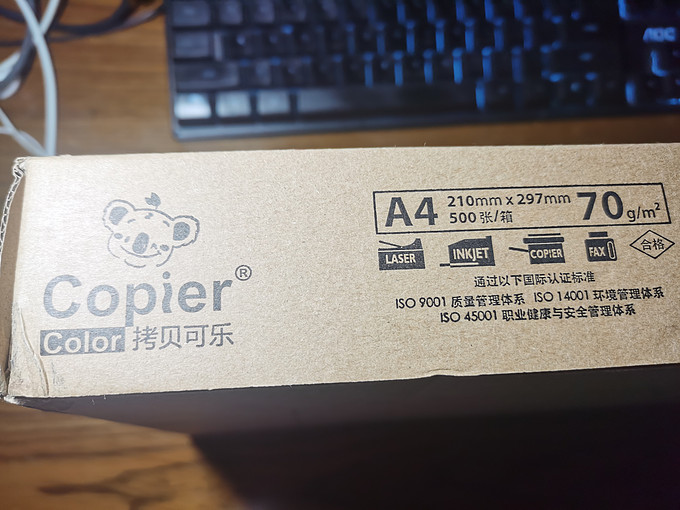 AOC
Copier®
Color 拷贝可乐
A4 210mm x 297mm 500 张/箱 70g/m²
LASER INKJET COPIER FAX 合格
通过以下国际认证标准
ISO 9001 质量管理体系 ISO 14001 环境管理体系
ISO 45001 职业健康与安全管理体系